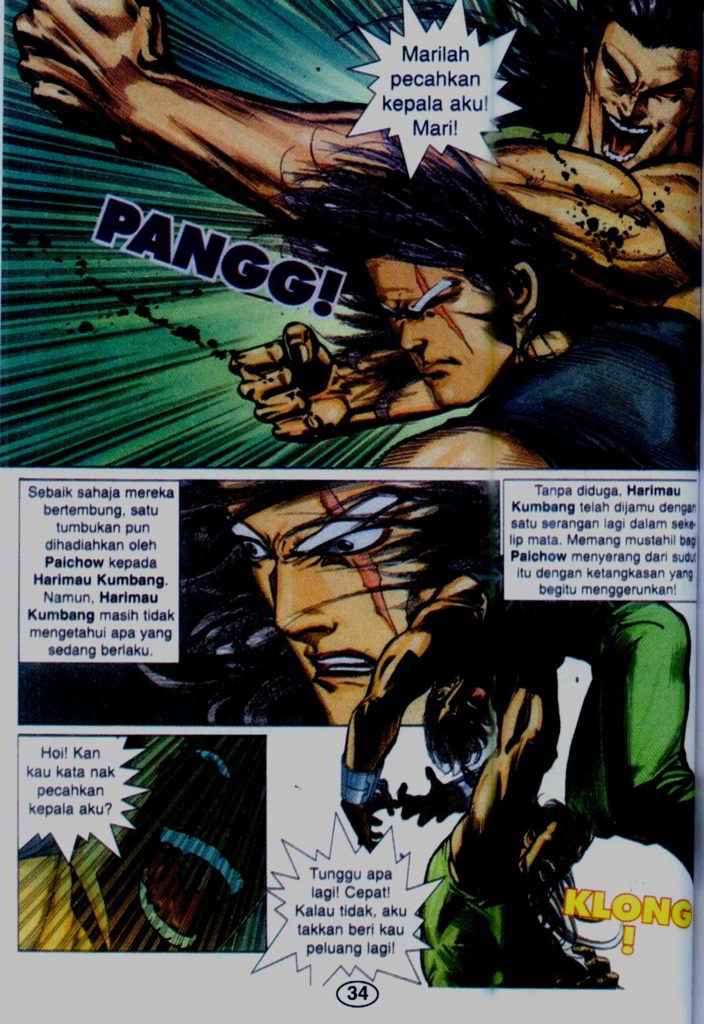 Marilah
pecahkan
kepala aku!
Mari!
PANGG!
Sebaik sahaja mereka
bertembung, satu
tumbukan pun
dihadiahkan oleh
Paichow kepada
Harimau Kumbang.
Namun, Harimau
Kumbang masih tidak
mengetahui apa yang
sedang berlaku.
Tanpa diduga, Harimau
Kumbang telah dijamu dengan
satu serangan lagi dalam seke-
lip mata. Memang mustahil bagi
Paichow menyerang dari sudut
itu dengan ketangkasan yang
begitu menggerunkan!
Hoi! Kan
kau kata nak
pecahkan
kepala aku?
Tunggu apa
lagi! Cepat!
Kalau tidak, aku
takkan beri kau
peluang lagi!
KLONG
!
34